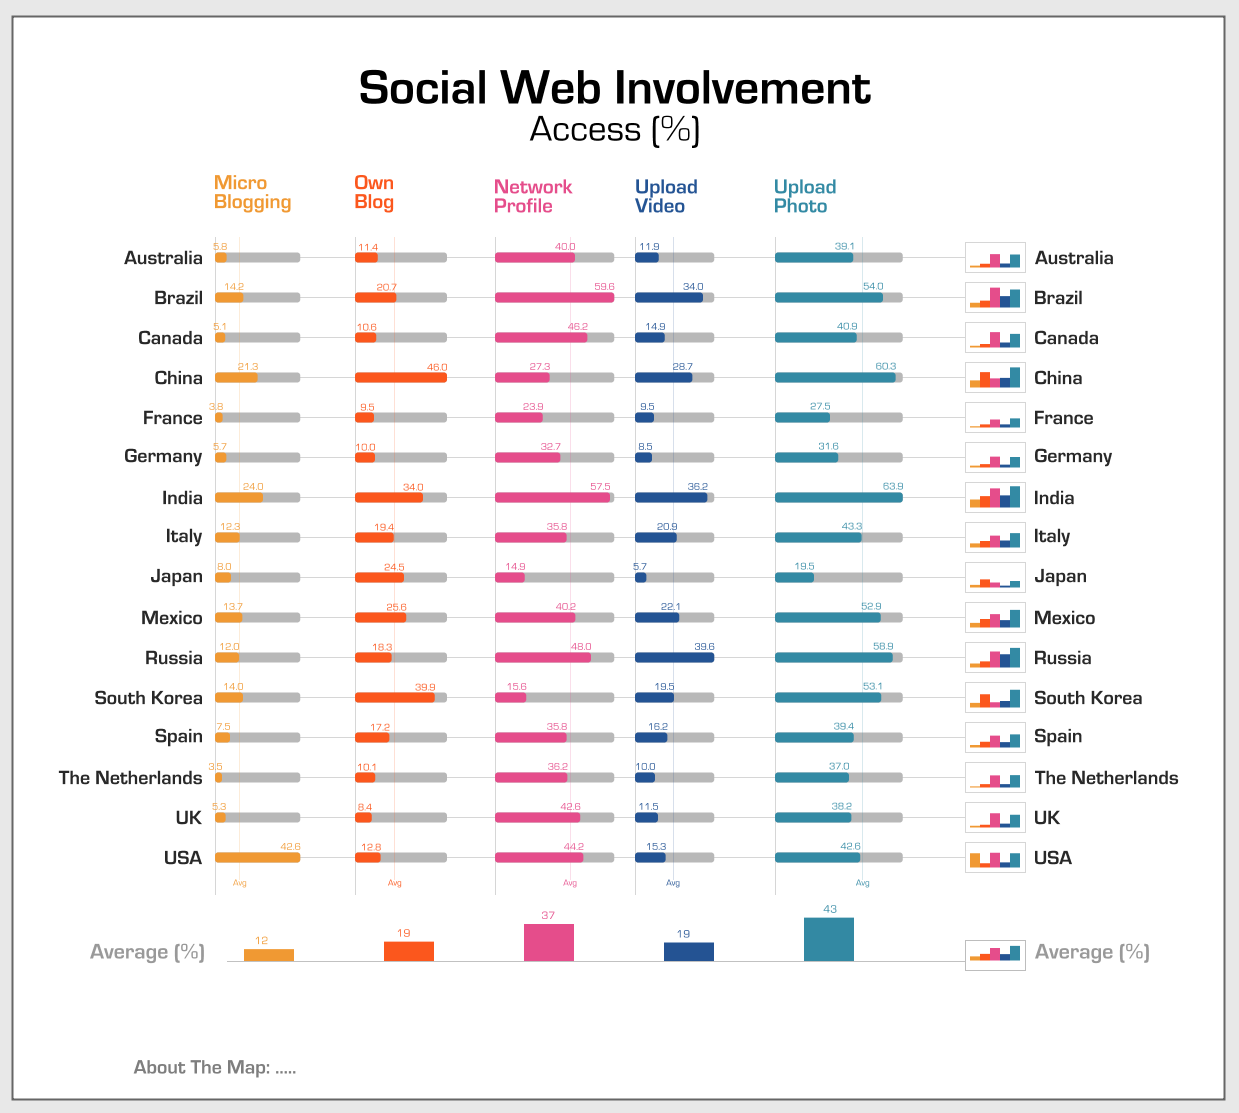 Social Web Involvement
Access (%)
Micro Blogging
Own Blog
Network Profile
Upload Video
Upload Photo
Australia 5.8 11.4 40.0 11.9 39.1 Australia
Brazil 14.2 20.7 59.6 34.0 54.0 Brazil
Canada 5.1 10.6 46.2 14.9 40.9 Canada
China 21.3 46.0 27.3 28.7 60.3 China
France 3.8 9.5 23.9 9.5 27.5 France
Germany 5.7 10.0 32.7 8.5 31.6 Germany
India 24.0 34.0 57.5 36.2 63.9 India
Italy 12.3 19.4 35.8 20.9 43.3 Italy
Japan 8.0 24.5 14.9 5.7 19.5 Japan
Mexico 13.7 25.6 40.2 22.1 52.9 Mexico
Russia 12.0 18.3 48.0 39.6 58.9 Russia
South Korea 14.0 39.9 15.6 19.5 53.1 South Korea
Spain 7.5 17.2 35.8 16.2 39.4 Spain
The Netherlands 3.5 10.1 36.2 10.0 37.0 The Netherlands
UK 5.3 8.4 42.6 11.5 38.2 UK
USA 42.6 12.8 44.2 15.3 42.6 USA
Avg Avg Avg Avg Avg
Average (%) 12 19 37 19 43 Average (%)
About The Map: .....